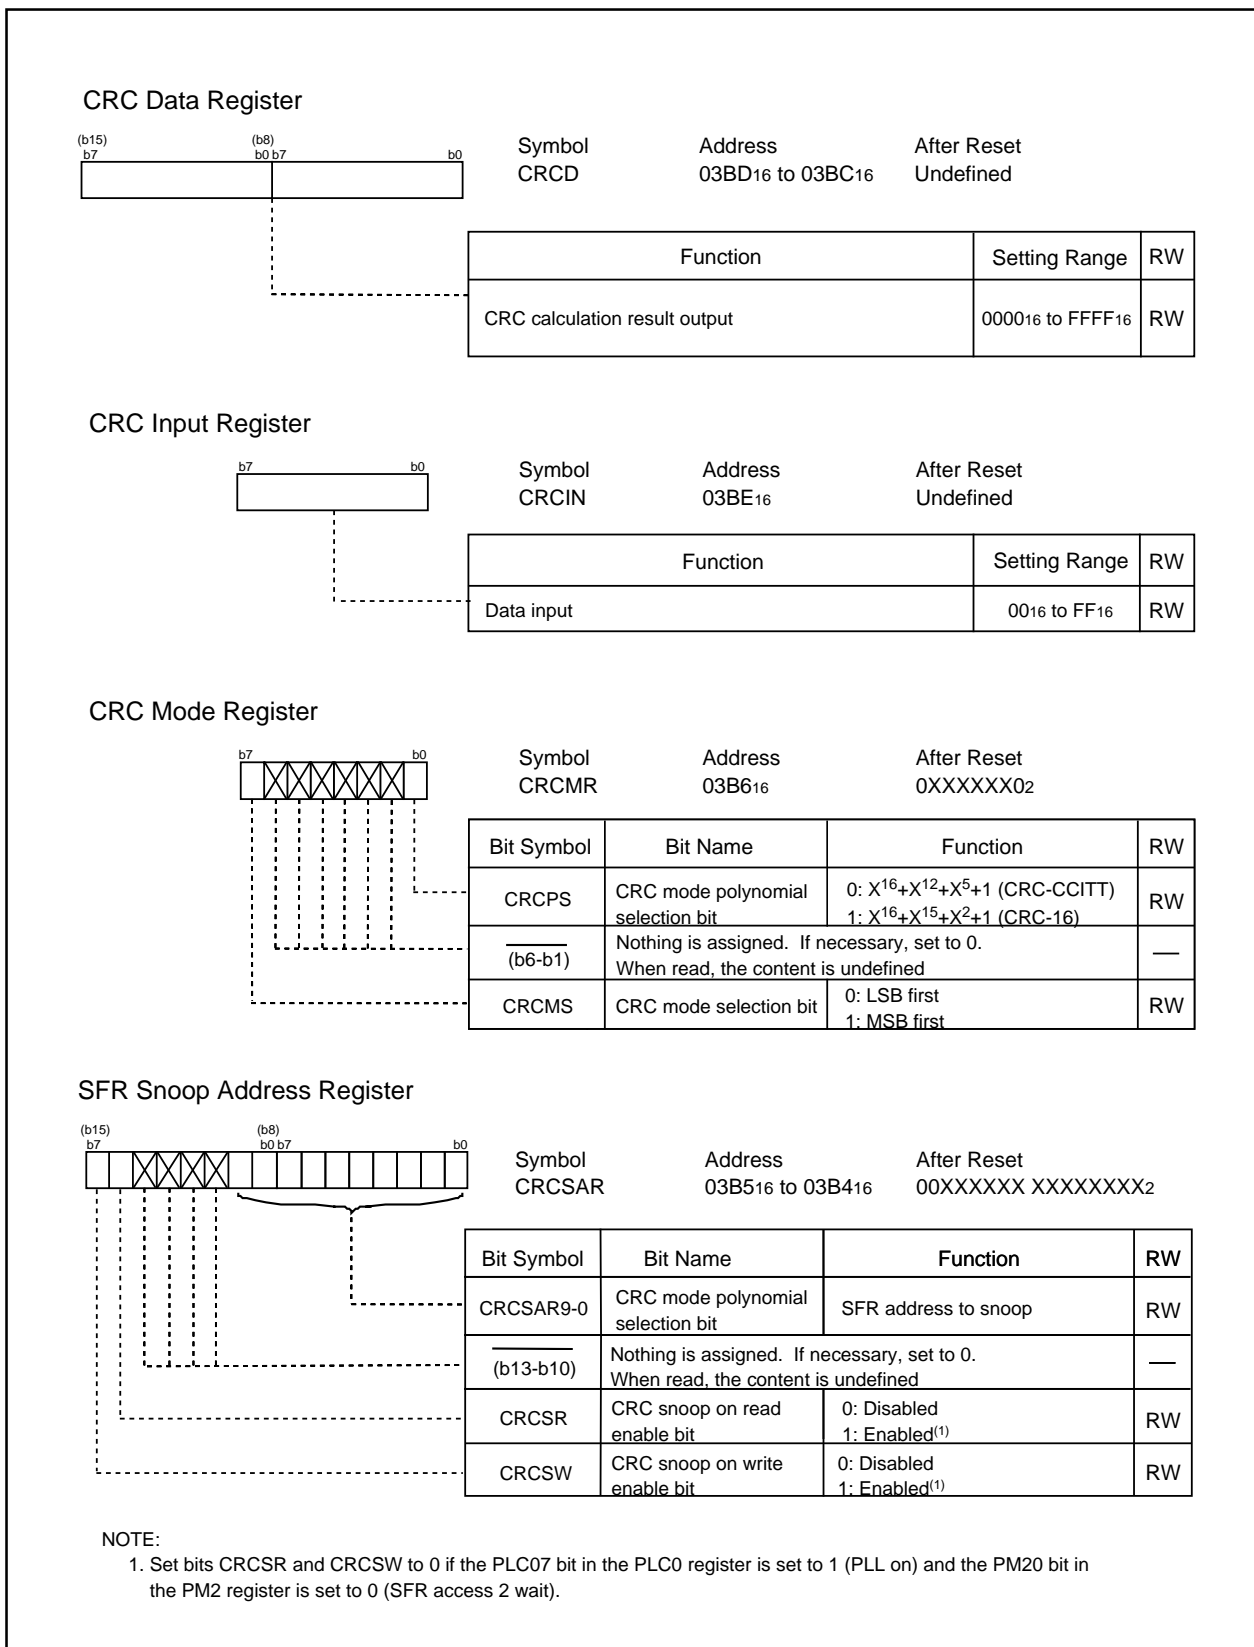 CRC Data Register
(b15) (b8)
b7 b0 b7 b0
Symbol Address After Reset
CRCD 03BD16 to 03BC16 Undefined
Function Setting Range RW
CRC calculation result output 000016 to FFFF16 RW
CRC Input Register
b7 b0
Symbol Address After Reset
CRCIN 03BE16 Undefined
Function Setting Range RW
Data input 0016 to FF16 RW
CRC Mode Register
b7 b0
Symbol Address After Reset
CRCMR 03B616 0XXXXXX02
Bit Symbol Bit Name Function RW
CRCPS CRC mode polynomial 0: X16+X12+X5+1 (CRC-CCITT) RW
selection bit 1: X16+X15+X2+1 (CRC-16)
(b6-b1) Nothing is assigned. If necessary, set to 0. —
When read, the content is undefined
CRCMS CRC mode selection bit 0: LSB first RW
1: MSB first
SFR Snoop Address Register
(b15) (b8)
b7 b0 b7 b0
Symbol Address After Reset
CRCSAR 03B516 to 03B416 00XXXXXX XXXXXXXX2
Bit Symbol Bit Name Function RW
CRCSAR9-0 CRC mode polynomial SFR address to snoop RW
selection bit
(b13-b10) Nothing is assigned. If necessary, set to 0. —
When read, the content is undefined
CRCSR CRC snoop on read 0: Disabled RW
enable bit 1: Enabled(1)
CRCSW CRC snoop on write 0: Disabled RW
enable bit 1: Enabled(1)
NOTE:
1. Set bits CRCSR and CRCSW to 0 if the PLC07 bit in the PLC0 register is set to 1 (PLL on) and the PM20 bit in
the PM2 register is set to 0 (SFR access 2 wait).